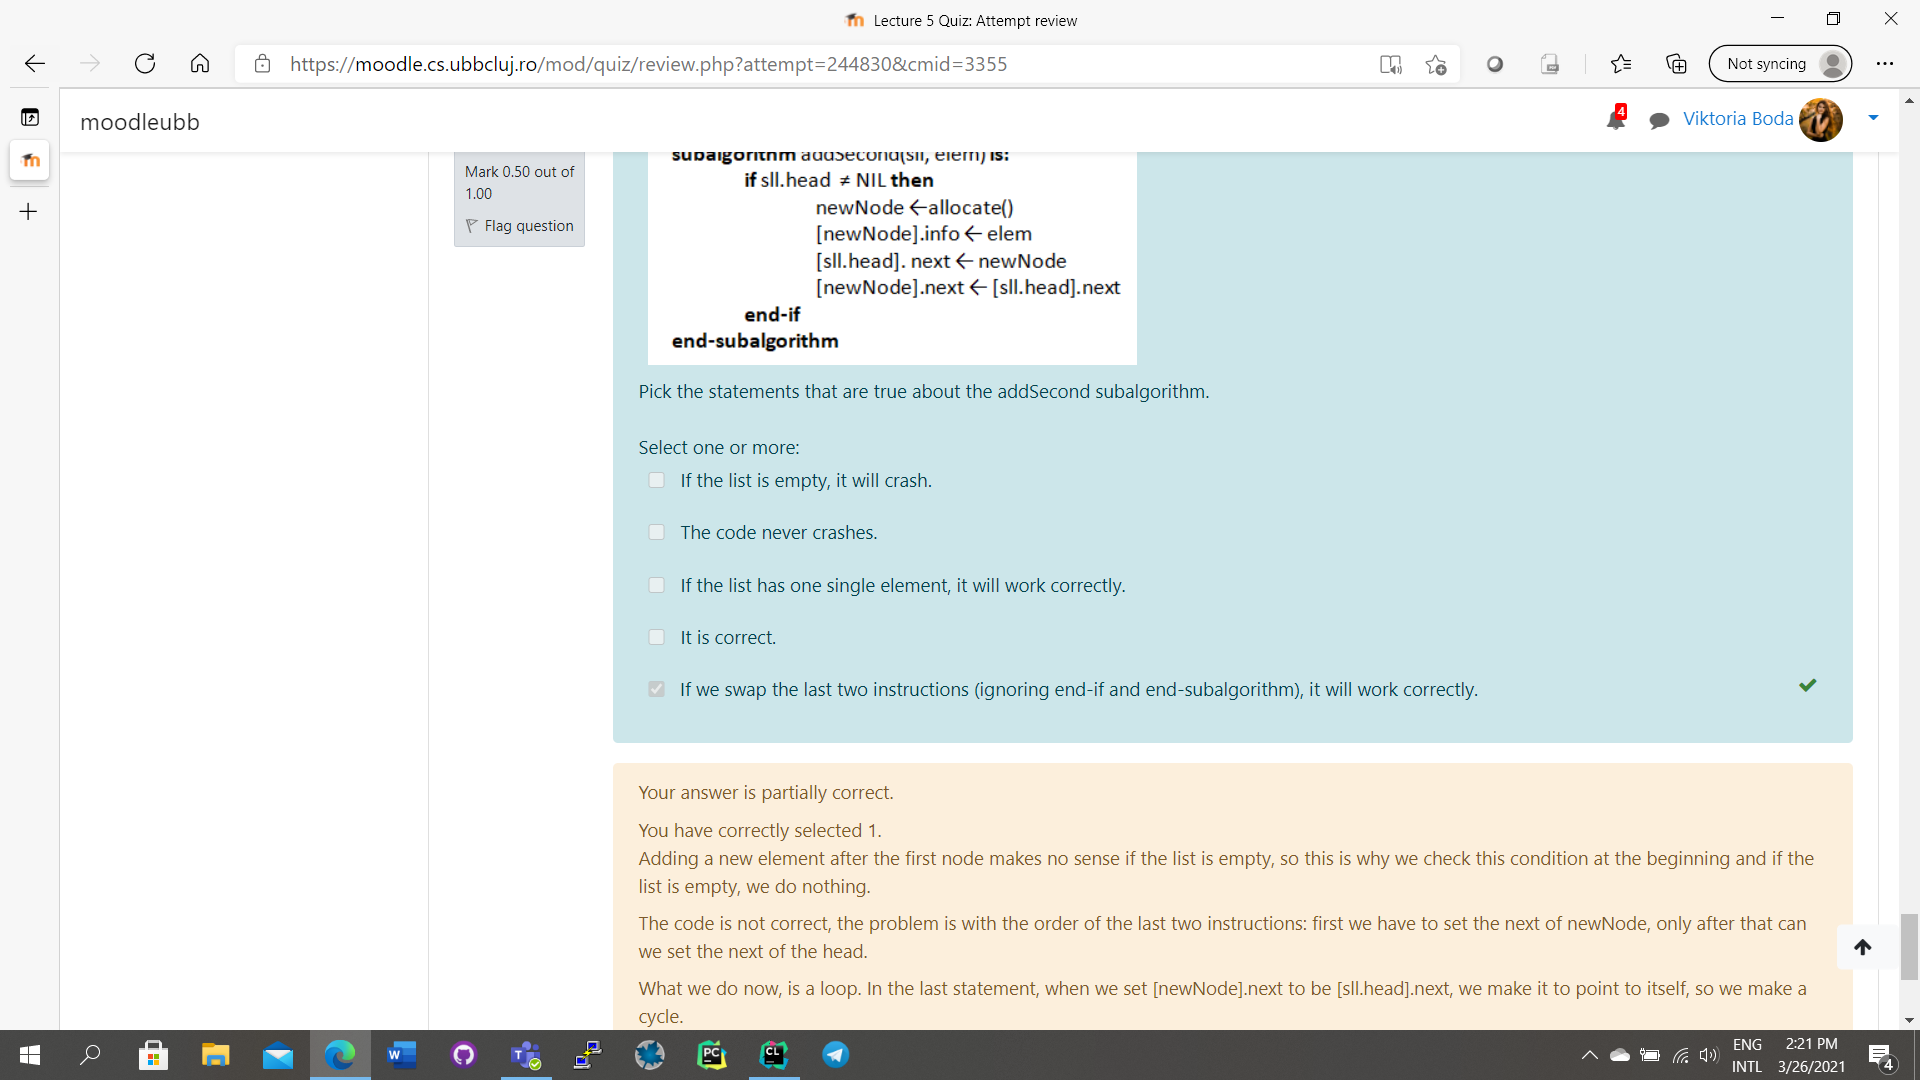 Lecture 5 Quiz: Attempt review
https://moodle.cs.ubbcluj.ro/mod/quiz/review.php?attempt=244830&cmid=3355
Not syncing
moodleubb
4
Viktoria Boda
Mark 0.50 out of
1.00
Flag question
subalgorithm addSecond(sll, elem) is:
if sll.head ≠ NIL then
newNode ←allocate()
[newNode].info ← elem
[sll.head]. next ← newNode
[newNode].next ← [sll.head].next
end-if
end-subalgorithm
Pick the statements that are true about the addSecond subalgorithm.
Select one or more:
If the list is empty, it will crash.
The code never crashes.
If the list has one single element, it will work correctly.
It is correct.
If we swap the last two instructions (ignoring end-if and end-subalgorithm), it will work correctly.
Your answer is partially correct.
You have correctly selected 1.
Adding a new element after the first node makes no sense if the list is empty, so this is why we check this condition at the beginning and if the
list is empty, we do nothing.
The code is not correct, the problem is with the order of the last two instructions: first we have to set the next of newNode, only after that can
we set the next of the head.
What we do now, is a loop. In the last statement, when we set [newNode].next to be [sll.head].next, we make it to point to itself, so we make a
cycle.
W
T
PC
CL
ENG
INTL
2:21 PM
3/26/2021
4